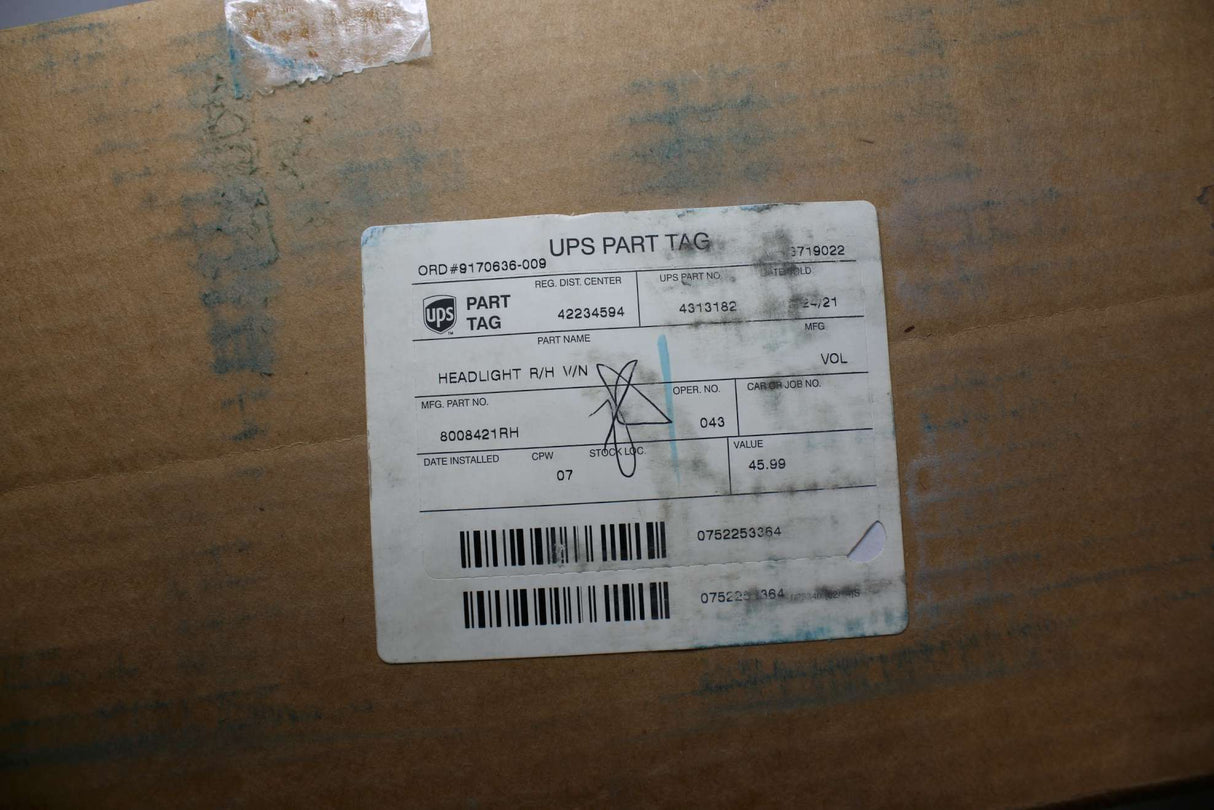 UPS PART TAG
ORD#9170636-009
REG. DIST. CENTER UPS PART NO.
ups PART TAG 42234594 4313182
PART NAME MFG.
HEADLIGHT R/H V/N VOL
MFG. PART NO. OPER. NO. CAR OR JOB NO.
8008421RH 043
DATE INSTALLED CPW STOCK LOC. VALUE
07 45.99
0752253364